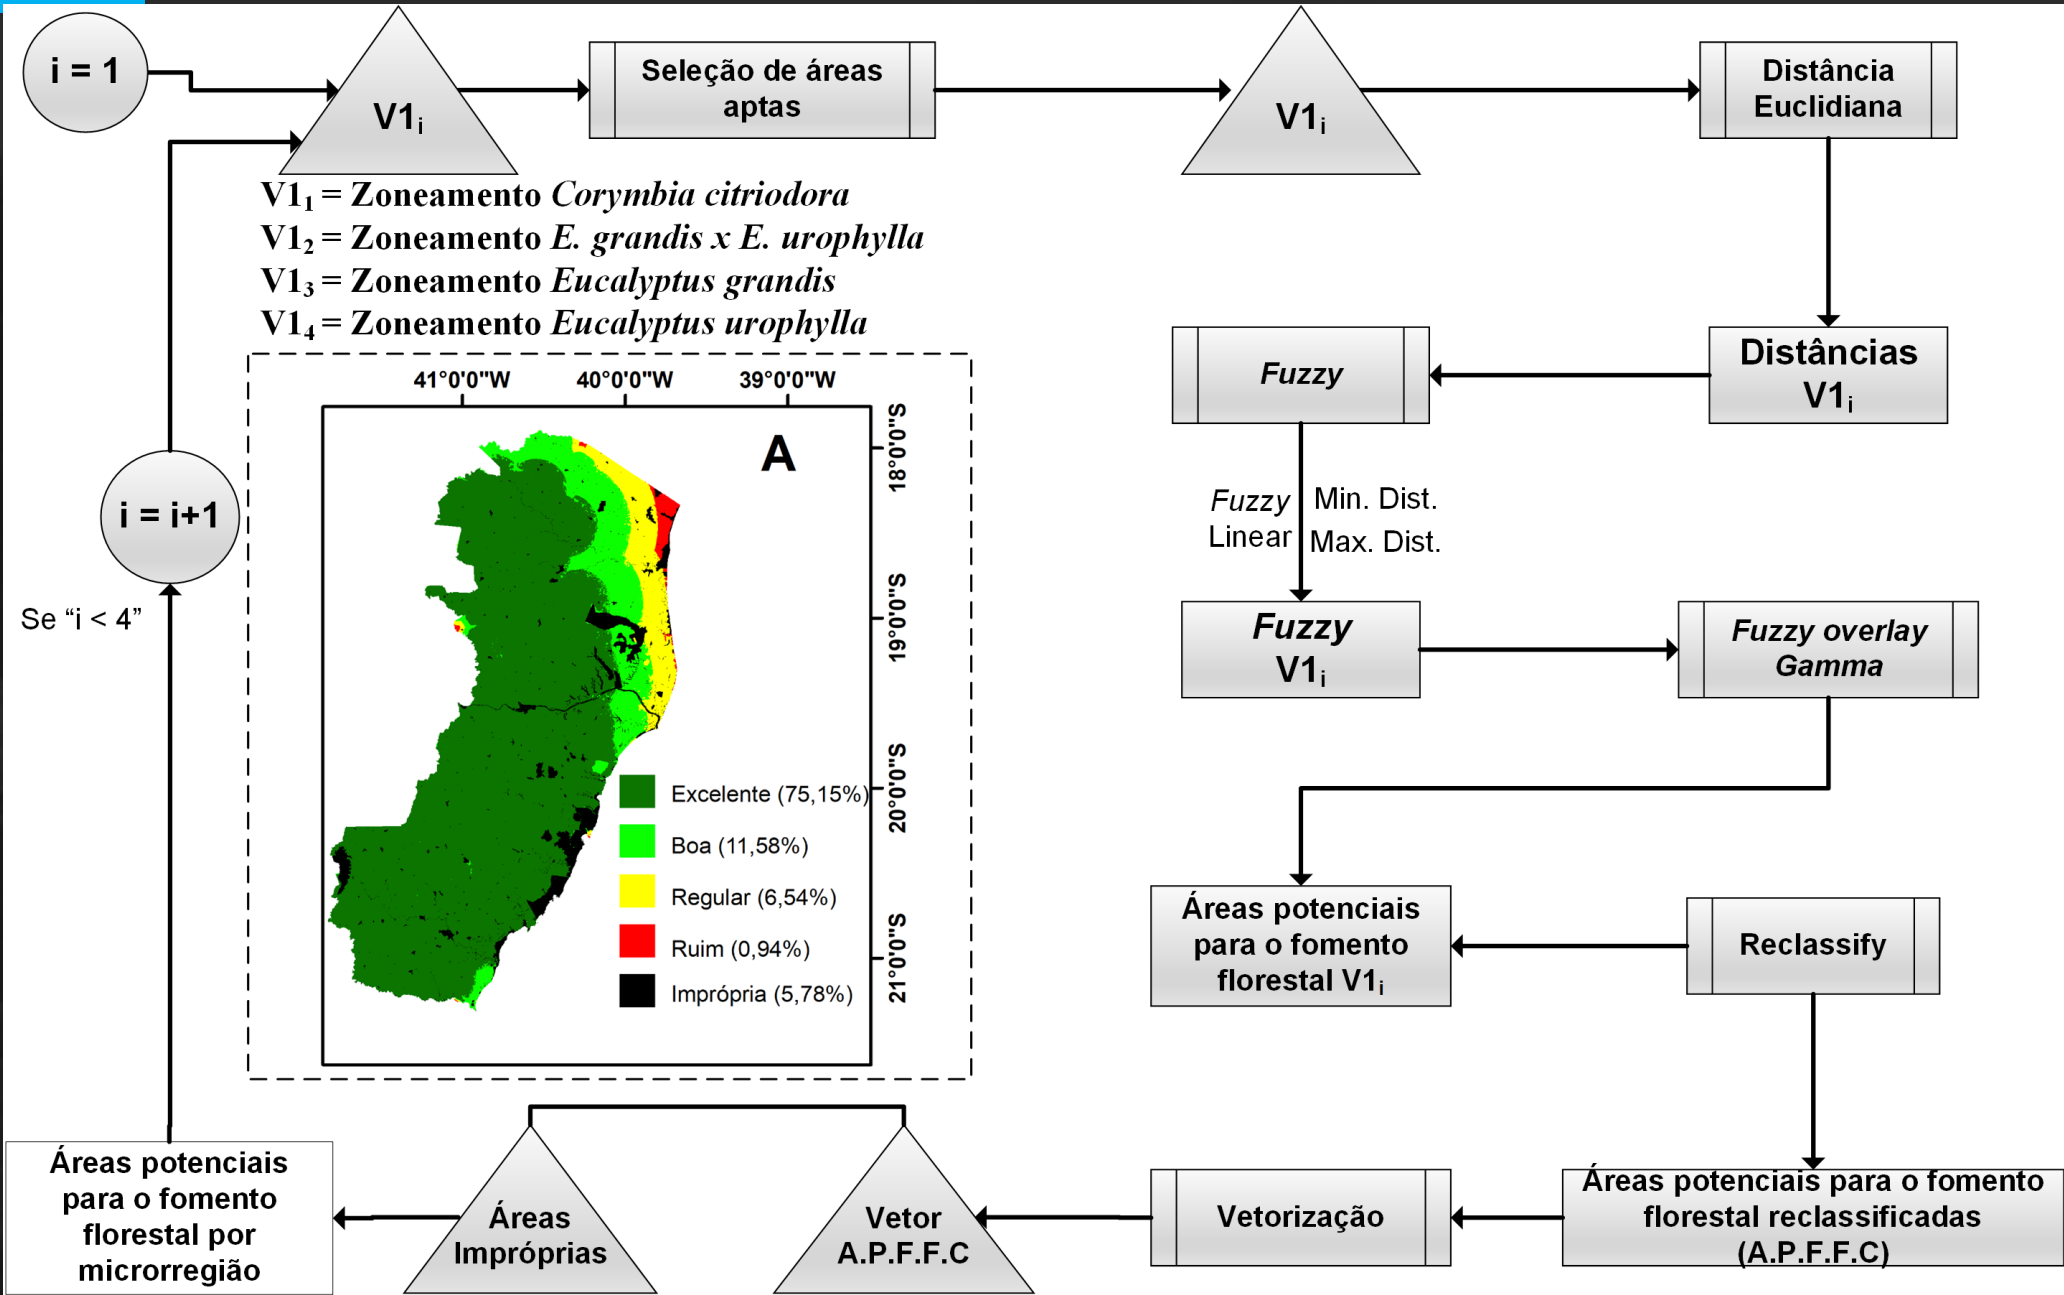 i = 1
V1i
Seleção de áreas
aptas
V1i
Distância
Euclidiana
V11 = Zoneamento Corymbia citriodora
V12 = Zoneamento E. grandis x E. urophylla
V13 = Zoneamento Eucalyptus grandis
V14 = Zoneamento Eucalyptus urophylla
Distâncias
V1i
Fuzzy
Fuzzy
Linear
Min. Dist.
Max. Dist.
Fuzzy
V1i
Fuzzy overlay
Gamma
41°0'0"W
40°0'0"W
39°0'0"W
A
18°0'0"S
19°0'0"S
20°0'0"S
21°0'0"S
Excelente (75,15%)
Boa (11,58%)
Regular (6,54%)
Ruim (0,94%)
Imprópria (5,78%)
i = i+1
Se “i < 4”
Áreas potenciais
para o fomento
florestal V1i
Reclassify
Áreas potenciais para o fomento
florestal reclassificadas
(A.P.F.F.C)
Vetorização
Vetor
A.P.F.F.C
Áreas
Impróprias
Áreas potenciais
para o fomento
florestal por
microrregião